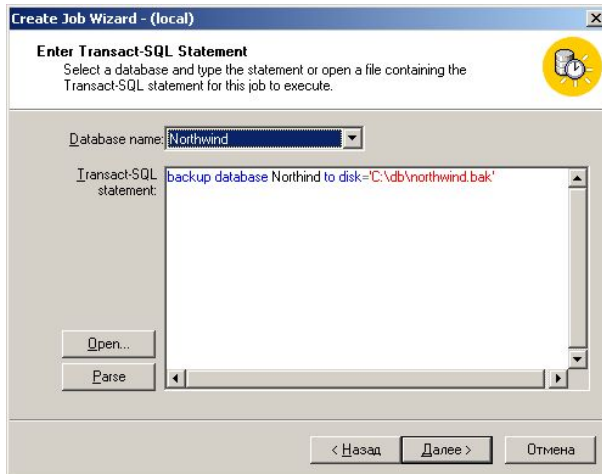 Create Job Wizard - (local)
Enter Transact-SQL Statement
Select a database and type the statement or open a file containing the
Transact-SQL statement for this job to execute.
Database name: Northwind
Transact-SQL
statement:
backup database Northind to disk='C:\db\northwind.bak'
Open...
Parse
< Назад
Далее >
Отмена